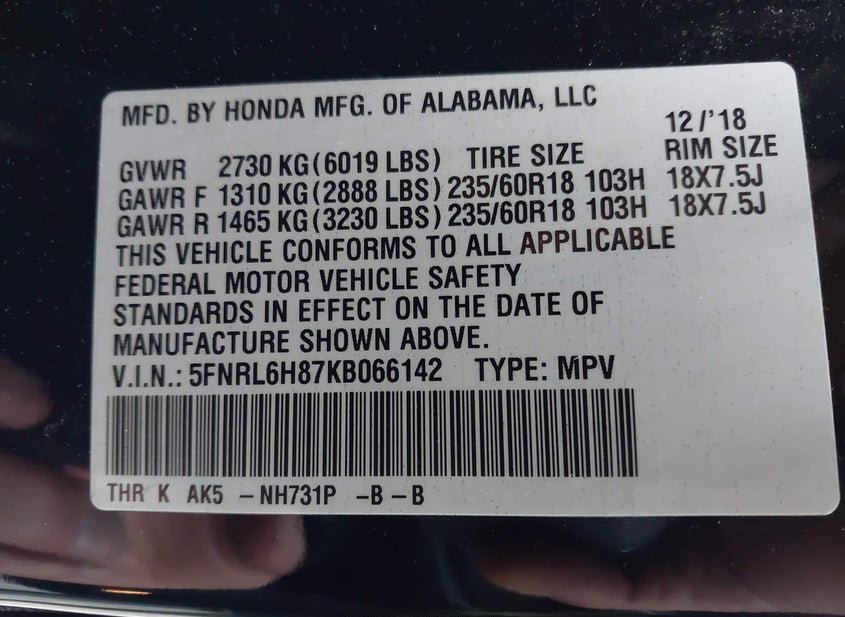 MFD. BY HONDA MFG. OF ALABAMA, LLC
12/'18
GVWR 2730 KG(6019 LBS) TIRE SIZE RIM SIZE
GAWR F 1310 KG(2888 LBS) 235/60R18 103H 18X7.5J
GAWR R 1465 KG(3230 LBS) 235/60R18 103H 18X7.5J
THIS VEHICLE CONFORMS TO ALL APPLICABLE
FEDERAL MOTOR VEHICLE SAFETY
STANDARDS IN EFFECT ON THE DATE OF
MANUFACTURE SHOWN ABOVE.
V.I.N.: 5FNRL6H87KB066142 TYPE: MPV
THR K AK5 – NH731P –B – B